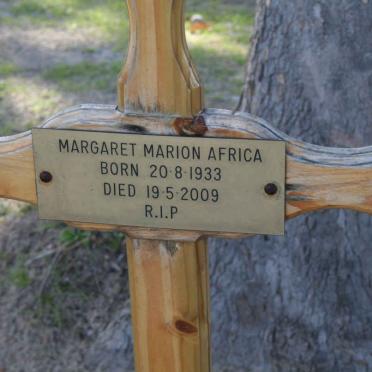 MARGARET MARION AFRICA
BORN 20·8·1933
DIED 19·5·2009
R.I.P